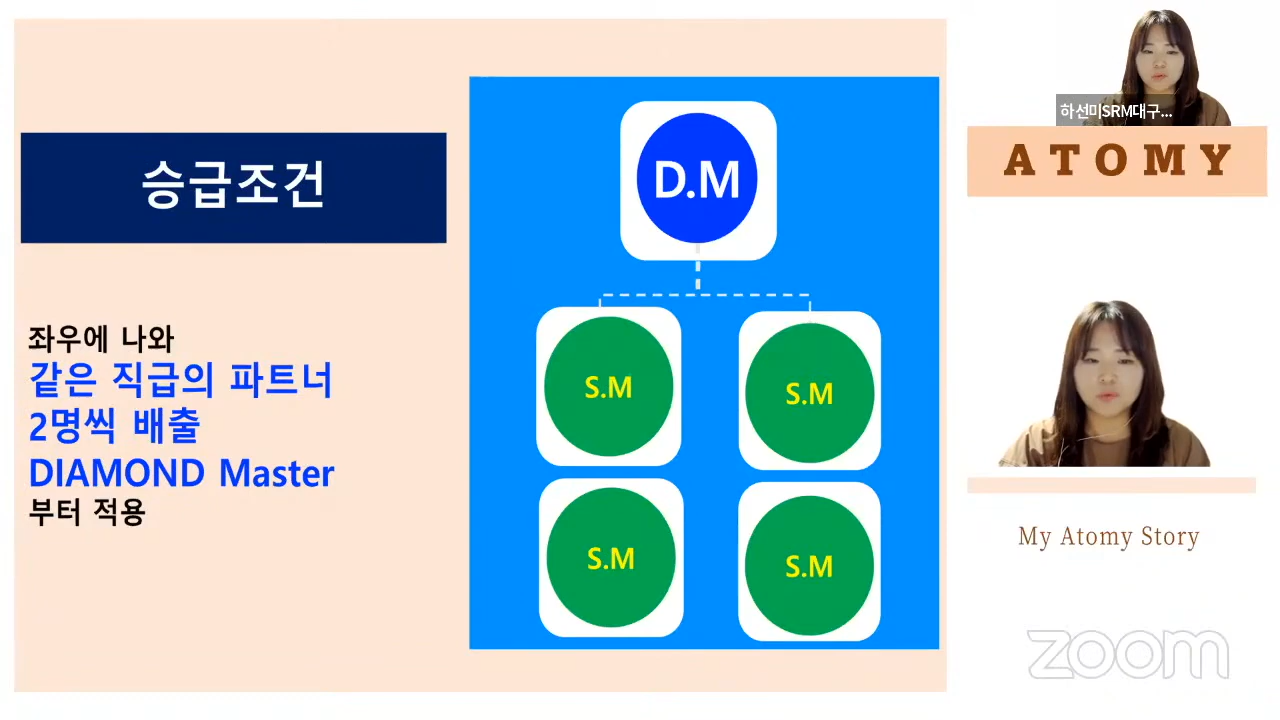 승급조건
좌우에 나와
같은 직급의 파트너
2명씩 배출
DIAMOND Master
부터 적용
D.M
S.M
S.M
S.M
S.M
하선미SRM대구...
ATOMY
My Atomy Story
zoom